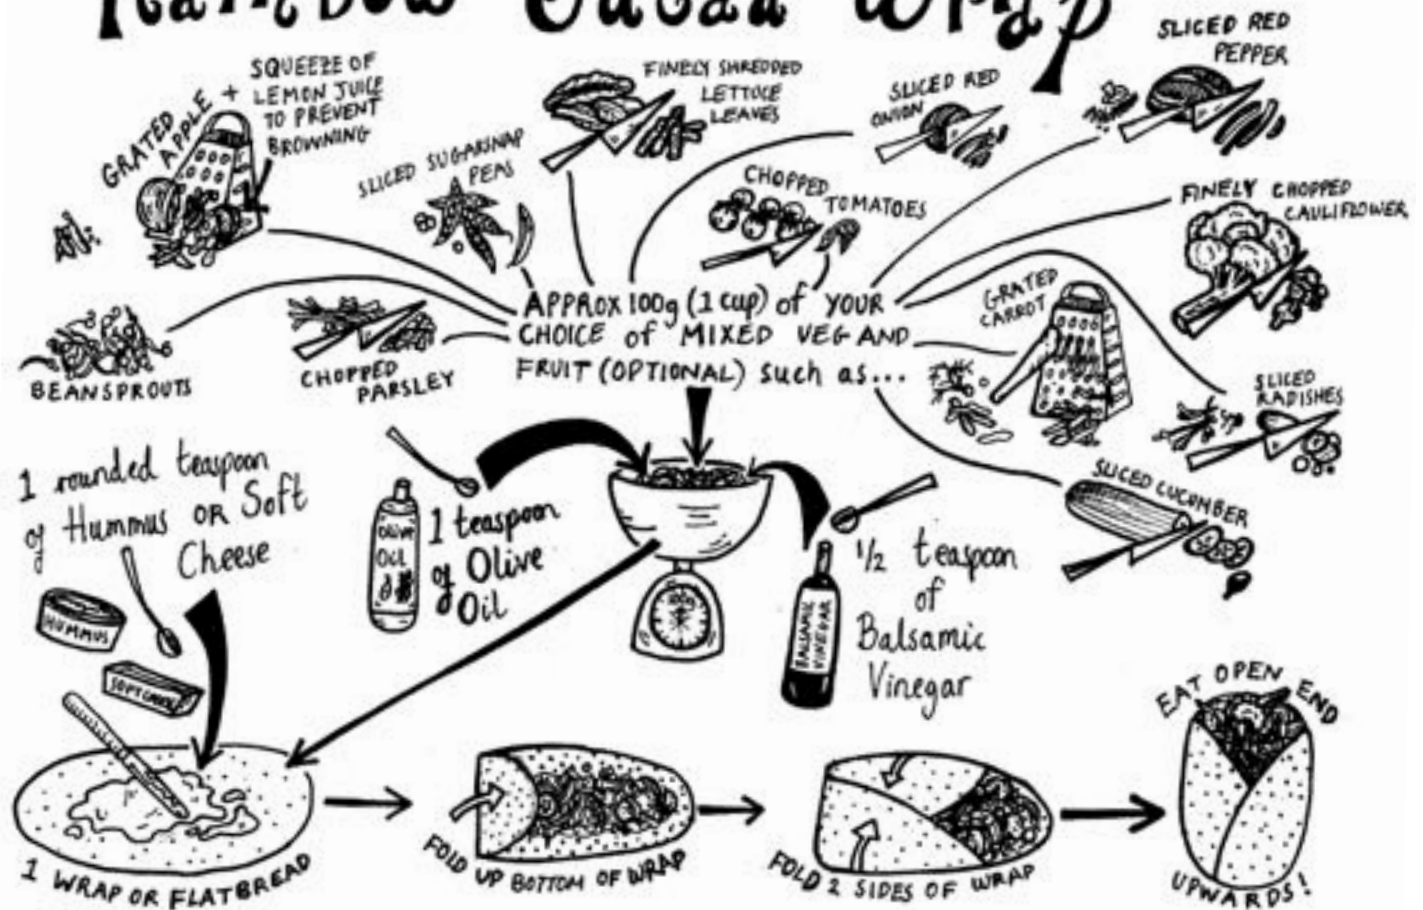 Rainbow Salad Wrap
SLICED RED
PEPPER
SQUEEZE OF
LEMON JUICE
TO PREVENT
BROWNING
GRATED
APPLE +
FINELY SHREDDED
LETTUCE
LEAVES
SLICED RED
ONION
SLICED SUGARSNAP
PEAS
CHOPPED
TOMATOES
FINELY CHOPPED
CAULIFLOWER
BEANSPROUTS
CHOPPED
PARSLEY
APPROX 100g (1 CUP) of YOUR
CHOICE of MIXED VEG AND
FRUIT (OPTIONAL) such as...
GRATED
CARROT
SLICED
RADISHES
SLICED CUCUMBER
1 rounded teaspoon
of Hummus OR Soft
Cheese
HUMMUS
OLIVE
OIL
1 teaspoon
of Olive
Oil
BALSAMIC
VINEGAR
1/2 teaspoon
of
Balsamic
Vinegar
1 WRAP OR FLATBREAD
FOLD UP BOTTOM OF WRAP
FOLD 2 SIDES OF WRAP
EAT OPEN END
UPWARDS!